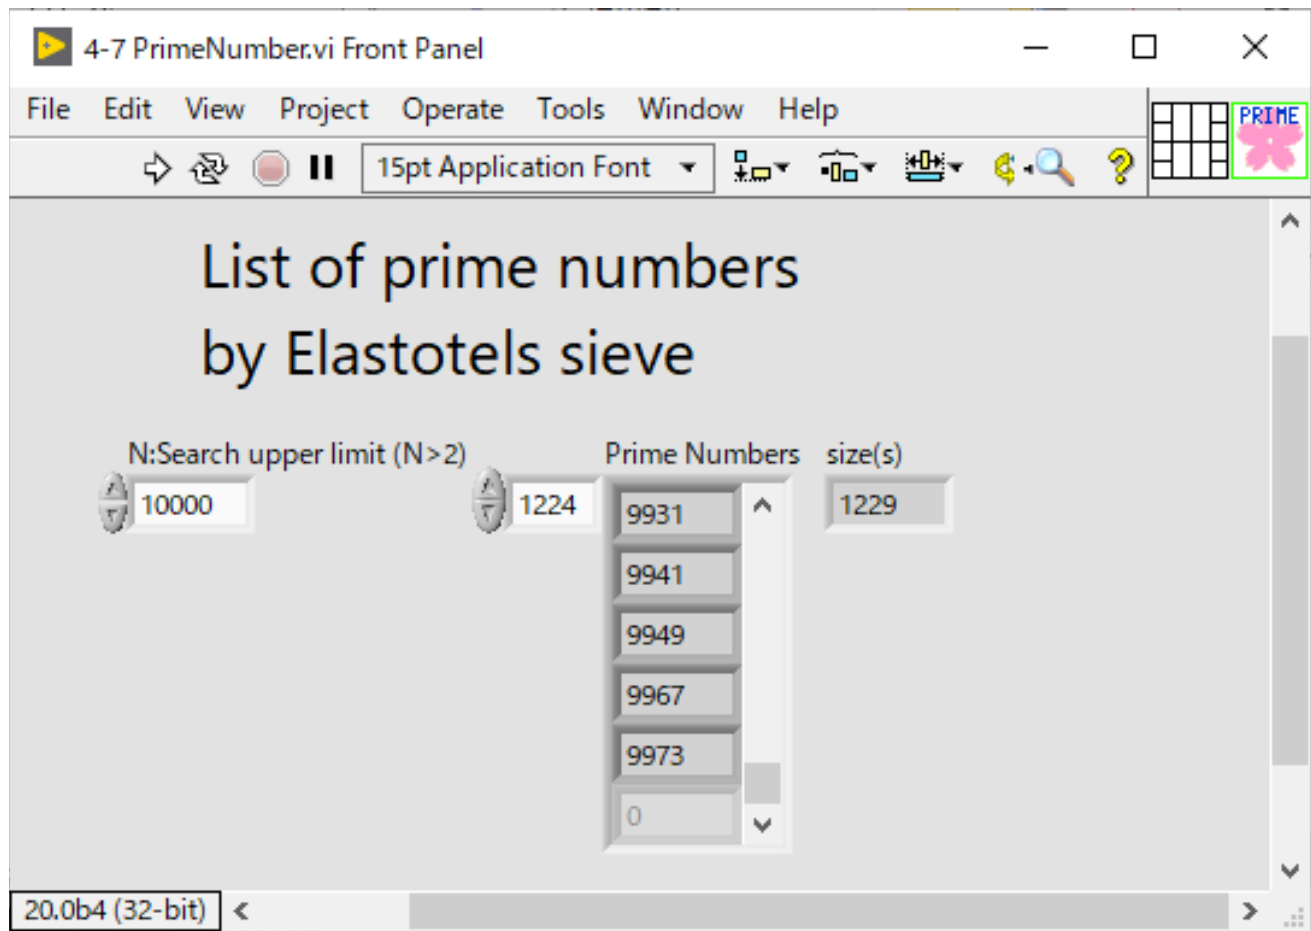 4-7 PrimeNumber.vi Front Panel
File Edit View Project Operate Tools Window Help
PRIME
15pt Application Font
List of prime numbers
by Elastotels sieve
N:Search upper limit (N>2) Prime Numbers size(s)
10000 1224 9931 1229
9941
9949
9967
9973
0
20.0b4 (32-bit)